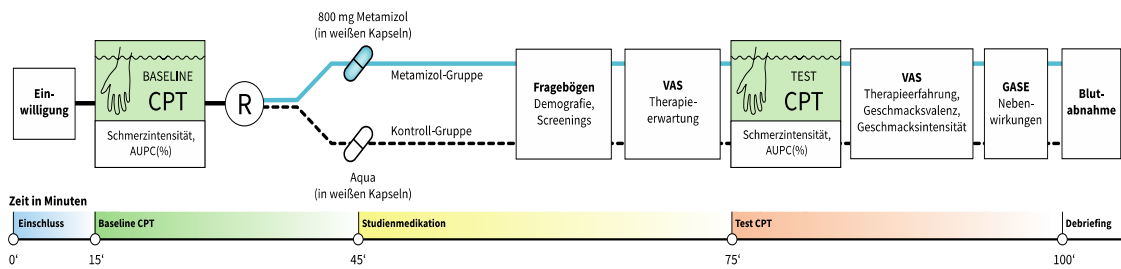 Ein-
willigung
BASELINE
CPT
Schmerzintensität,
AUPC(%)
R
800 mg Metamizol
(in weißen Kapseln)
Metamizol-Gruppe
Kontroll-Gruppe
Aqua
(in weißen Kapseln)
Fragebögen
Demografie,
Screenings
VAS
Therapie-
erwartung
TEST
CPT
Schmerzintensität,
AUPC(%)
VAS
Therapieerfahrung,
Geschmacksvalenz,
Geschmacksintensität
GASE
Neben-
wirkungen
Blut-
abnahme
Zeit in Minuten
Einschluss
Baseline CPT
Studienmedikation
Test CPT
Debriefing
0‘
15‘
45‘
75‘
100‘